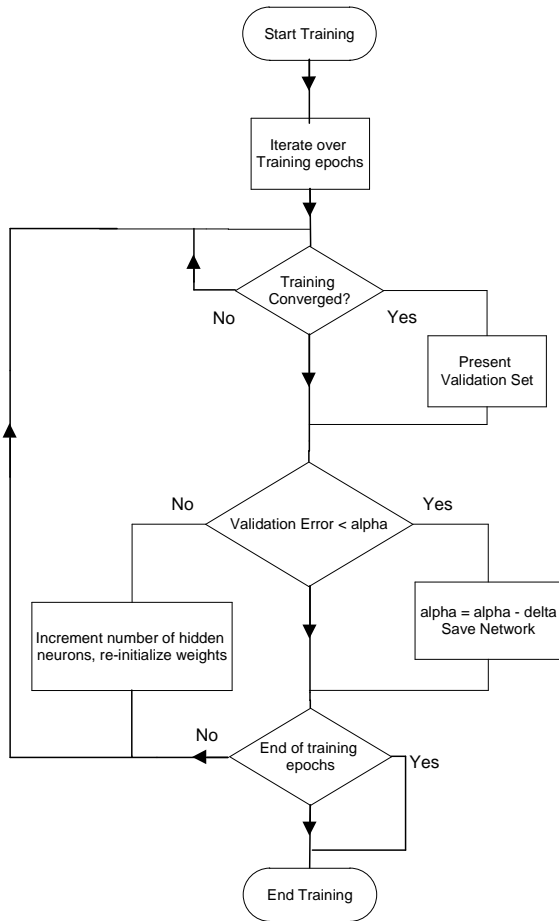 Start Training
Iterate over
Training epochs
Training
Converged?
No
Yes
Present
Validation Set
No
Yes
Validation Error < alpha
Increment number of hidden
neurons, re-initialize weights
alpha = alpha - delta
Save Network
No
End of training
epochs
Yes
End Training